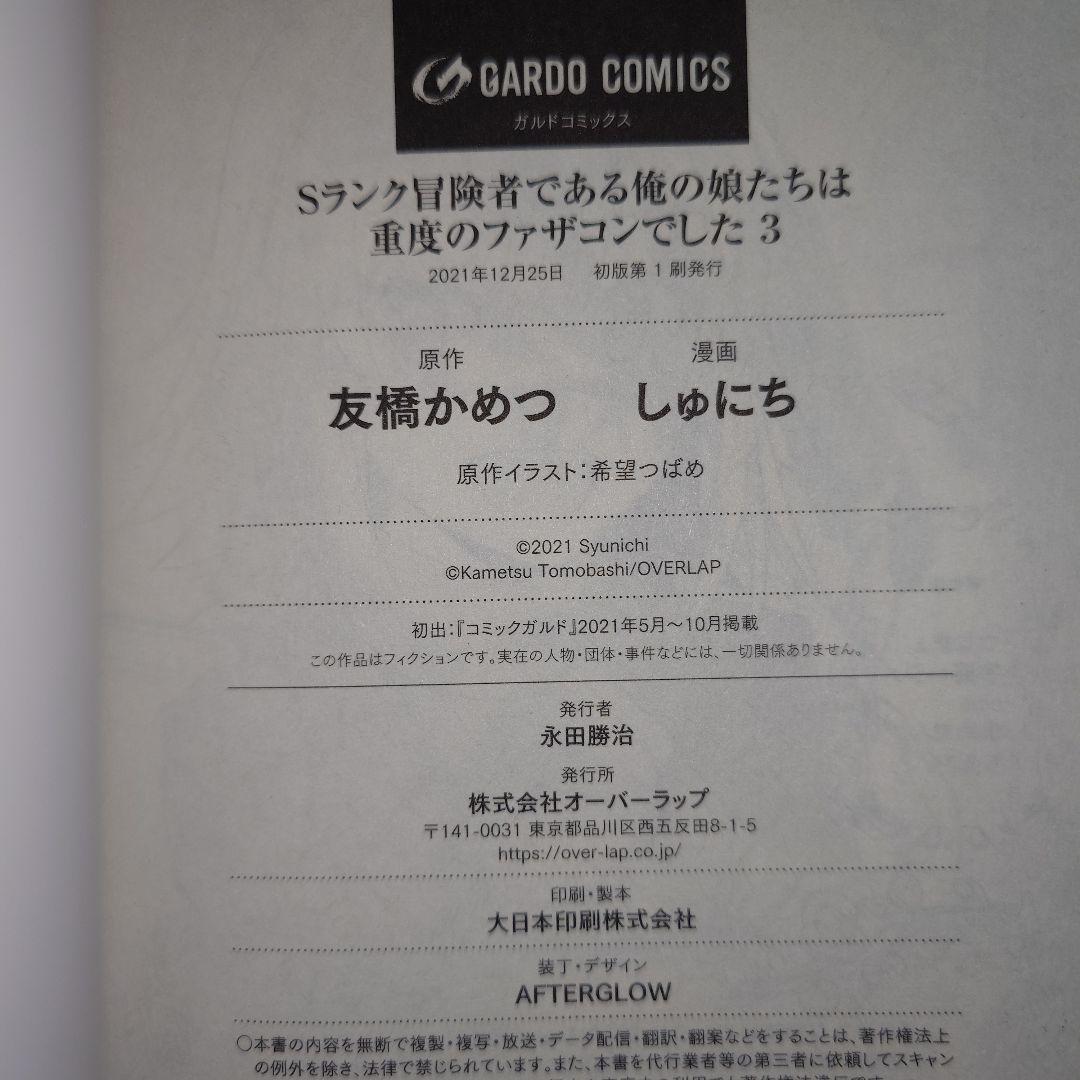 GARDO COMICS
ガルドコミックス
Sランク冒険者である俺の娘たちは
重度のファザコンでした 3
2021年12月25日 初版第1刷発行
原作 漫画
友橋かめつ しゅにち
原作イラスト：希望つばめ
©2021 Syunichi
©Kametsu Tomobashi/OVERLAP
初出：『コミックガルド』2021年5月～10月掲載
この作品はフィクションです。実在の人物・団体・事件などには、一切関係ありません。
発行者
永田勝治
発行所
株式会社オーバーラップ
〒141-0031 東京都品川区西五反田8-1-5
https://over-lap.co.jp/
印刷・製本
大日本印刷株式会社
装丁・デザイン
AFTERGLOW
○本書の内容を無断で複製・複写・放送・データ配信・翻訳・翻案などをすることは、著作権法上
の例外を除き、法律で禁じられています。また、本書を代行業者等の第三者に依頼してスキャン